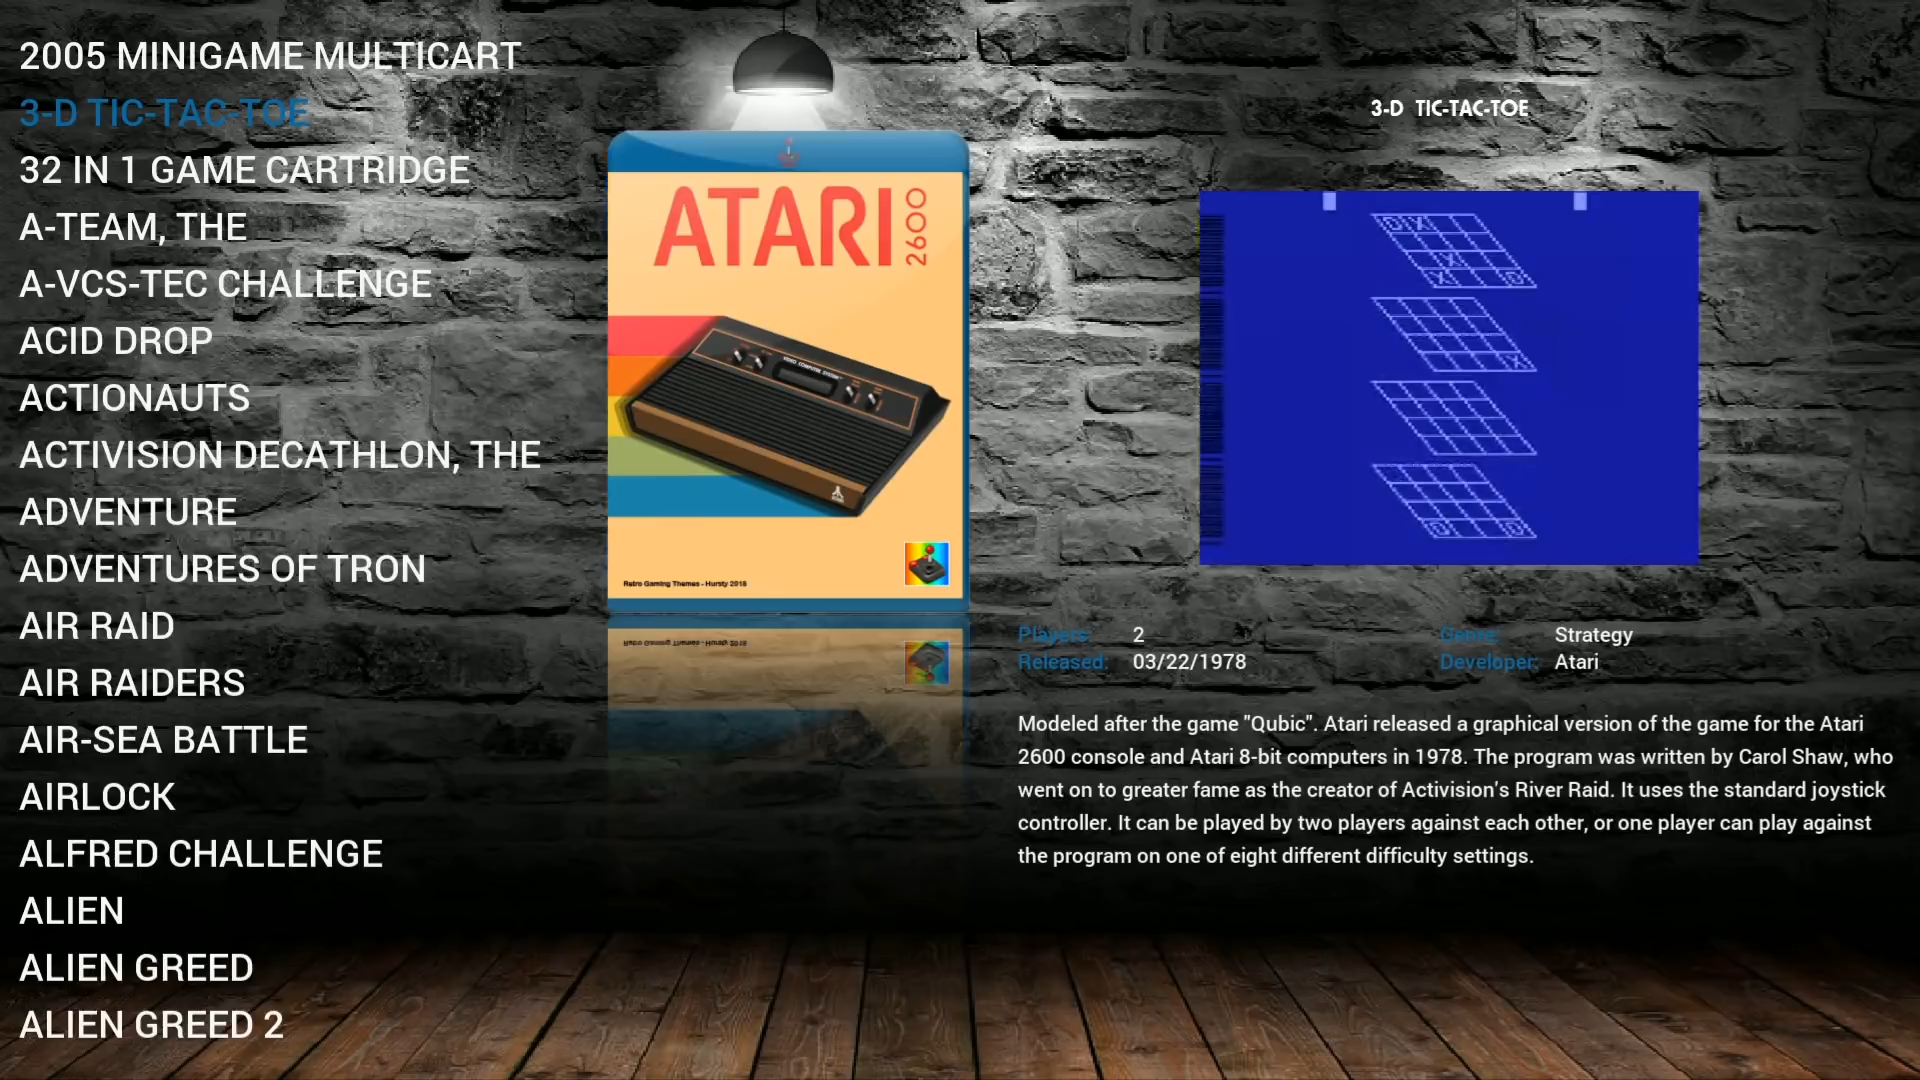 2005 MINIGAME MULTICART
3-D TIC-TAC-TOE
32 IN 1 GAME CARTRIDGE
A-TEAM, THE
A-VCS-TEC CHALLENGE
ACID DROP
ACTIONAUTS
ACTIVISION DECATHLON, THE
ADVENTURE
ADVENTURES OF TRON
AIR RAID
AIR RAIDERS
AIR-SEA BATTLE
AIRLOCK
ALFRED CHALLENGE
ALIEN
ALIEN GREED
ALIEN GREED 2
ATARI 2600
VIDEO COMPUTER SYSTEM
Retro Gaming Themes - Hursty 2018
3-D TIC-TAC-TOE
Players: 2
Genre: Strategy
Released: 03/22/1978
Developer: Atari
Modeled after the game "Qubic". Atari released a graphical version of the game for the Atari
2600 console and Atari 8-bit computers in 1978. The program was written by Carol Shaw, who
went on to greater fame as the creator of Activision's River Raid. It uses the standard joystick
controller. It can be played by two players against each other, or one player can play against
the program on one of eight different difficulty settings.